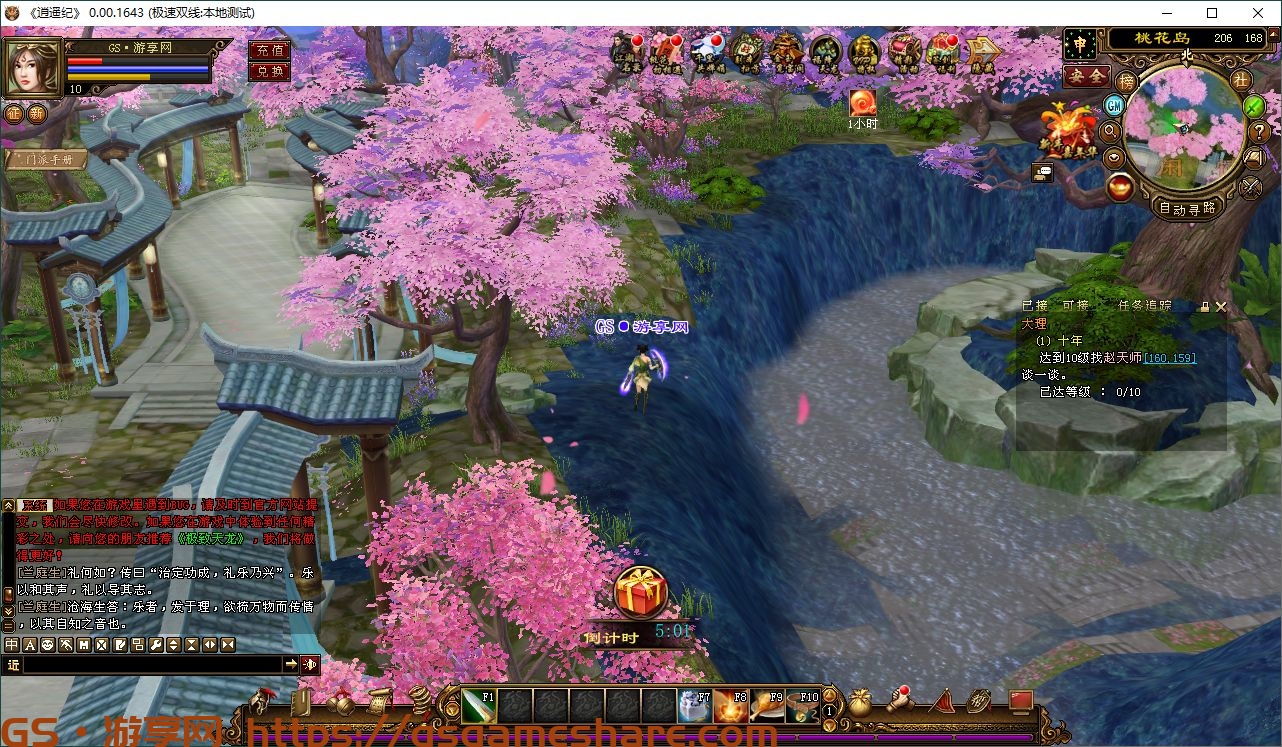 《逍遥纪》 0.00.1643 (极速双线:本地测试)
GS·游享网
10
充值
兑换
征 新
门派手册
1小时
申
桃花岛 206 168
安全
榜
社
GM
?
自动寻路
已接 可接 任务追踪
大理
(1) 十年
达到10级找赵天师[160,159]
谈一谈。
已达等级 : 0/10
GS●游享网
系统 如果您在游戏里遇到BUG，请及时到官方网站提
交，我们会尽快修改。如果您在游戏中体验到任何精
彩之处，请向您的朋友推荐《极致天龙》，我们将做
得更好！
[兰庭生]礼何如？传曰“治定功成，礼乐乃兴”。乐
以和其声，礼以导其志。
[兰庭生]沧海生答：乐者，发于理，欲梳万物而传情
，以其自知之音也。
倒计时 5:01
中 A
近
F1 F7 F8 F9 F10
1
GS·游享网 https://gsgameshare.com